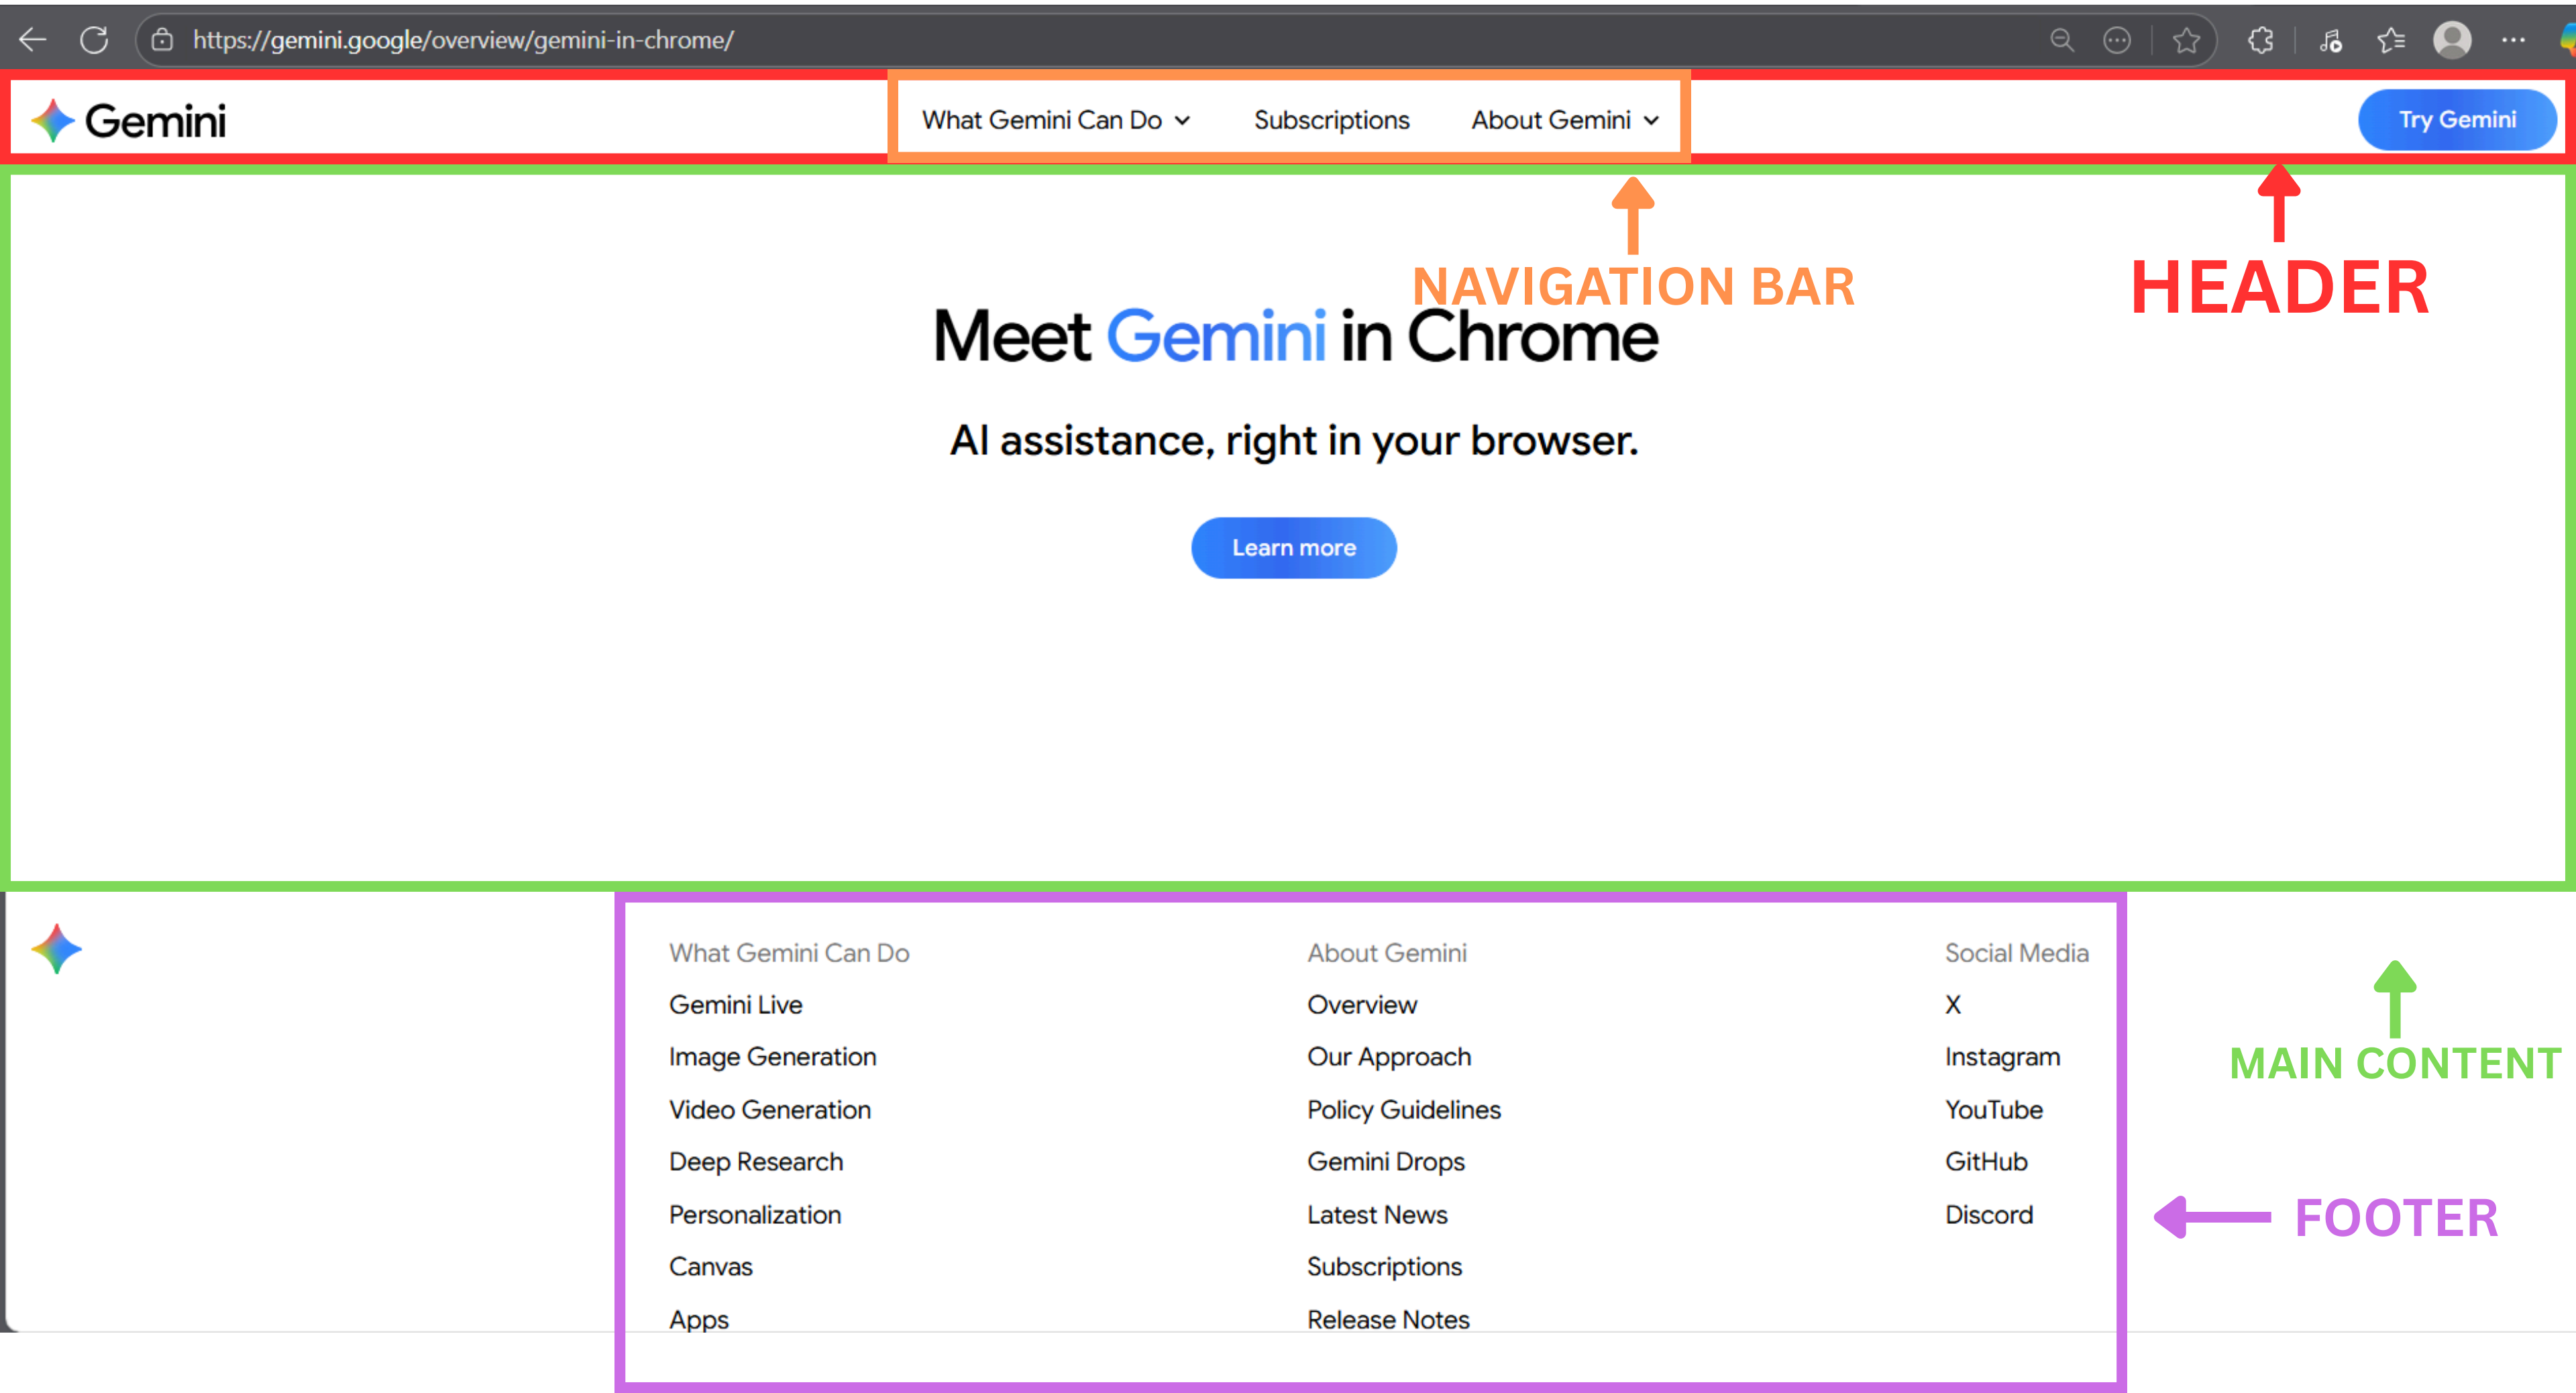 https://gemini.google/overview/gemini-in-chrome/
Gemini
What Gemini Can Do
Subscriptions
About Gemini
Try Gemini
NAVIGATION BAR
HEADER
Meet Gemini in Chrome
AI assistance, right in your browser.
Learn more
What Gemini Can Do
Gemini Live
Image Generation
Video Generation
Deep Research
Personalization
Canvas
Apps
About Gemini
Overview
Our Approach
Policy Guidelines
Gemini Drops
Latest News
Subscriptions
Release Notes
Social Media
X
Instagram
YouTube
GitHub
Discord
MAIN CONTENT
FOOTER